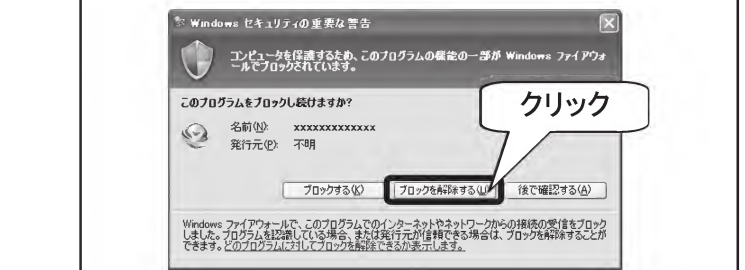 Windows セキュリティの重要な警告
コンピュータを保護するため、このプログラムの機能の一部が Windows ファイアウォ
ールでブロックされています。
このプログラムをブロックし続けますか?
クリック
名前(N): xxxxxxxxxxxxx
発行元(P): 不明
ブロックする(K) ブロックを解除する(U) 後で確認する(A)
Windows ファイアウォールで、このプログラムでのインターネットやネットワークからの接続の受信をブロック
しました。プログラムを認識している場合、または発行元が信頼できる場合は、ブロックを解除することが
できます。どのプログラムに対してブロックを解除できるか表示します。